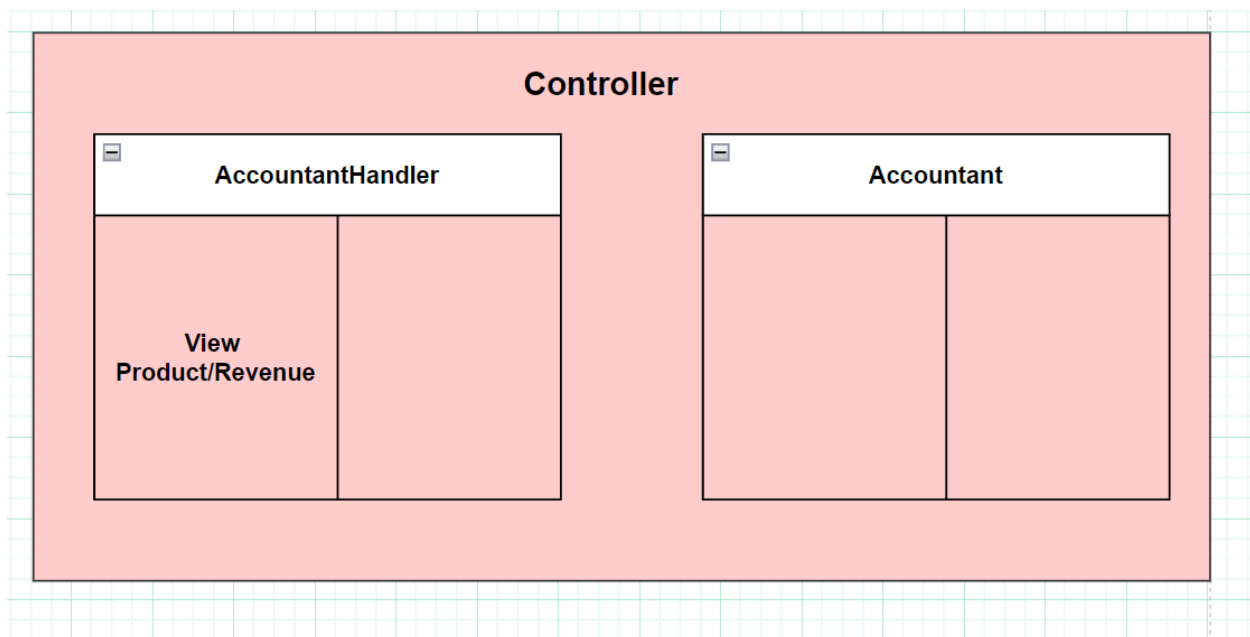 Controller
AccountantHandler
Accountant
View
Product/Revenue